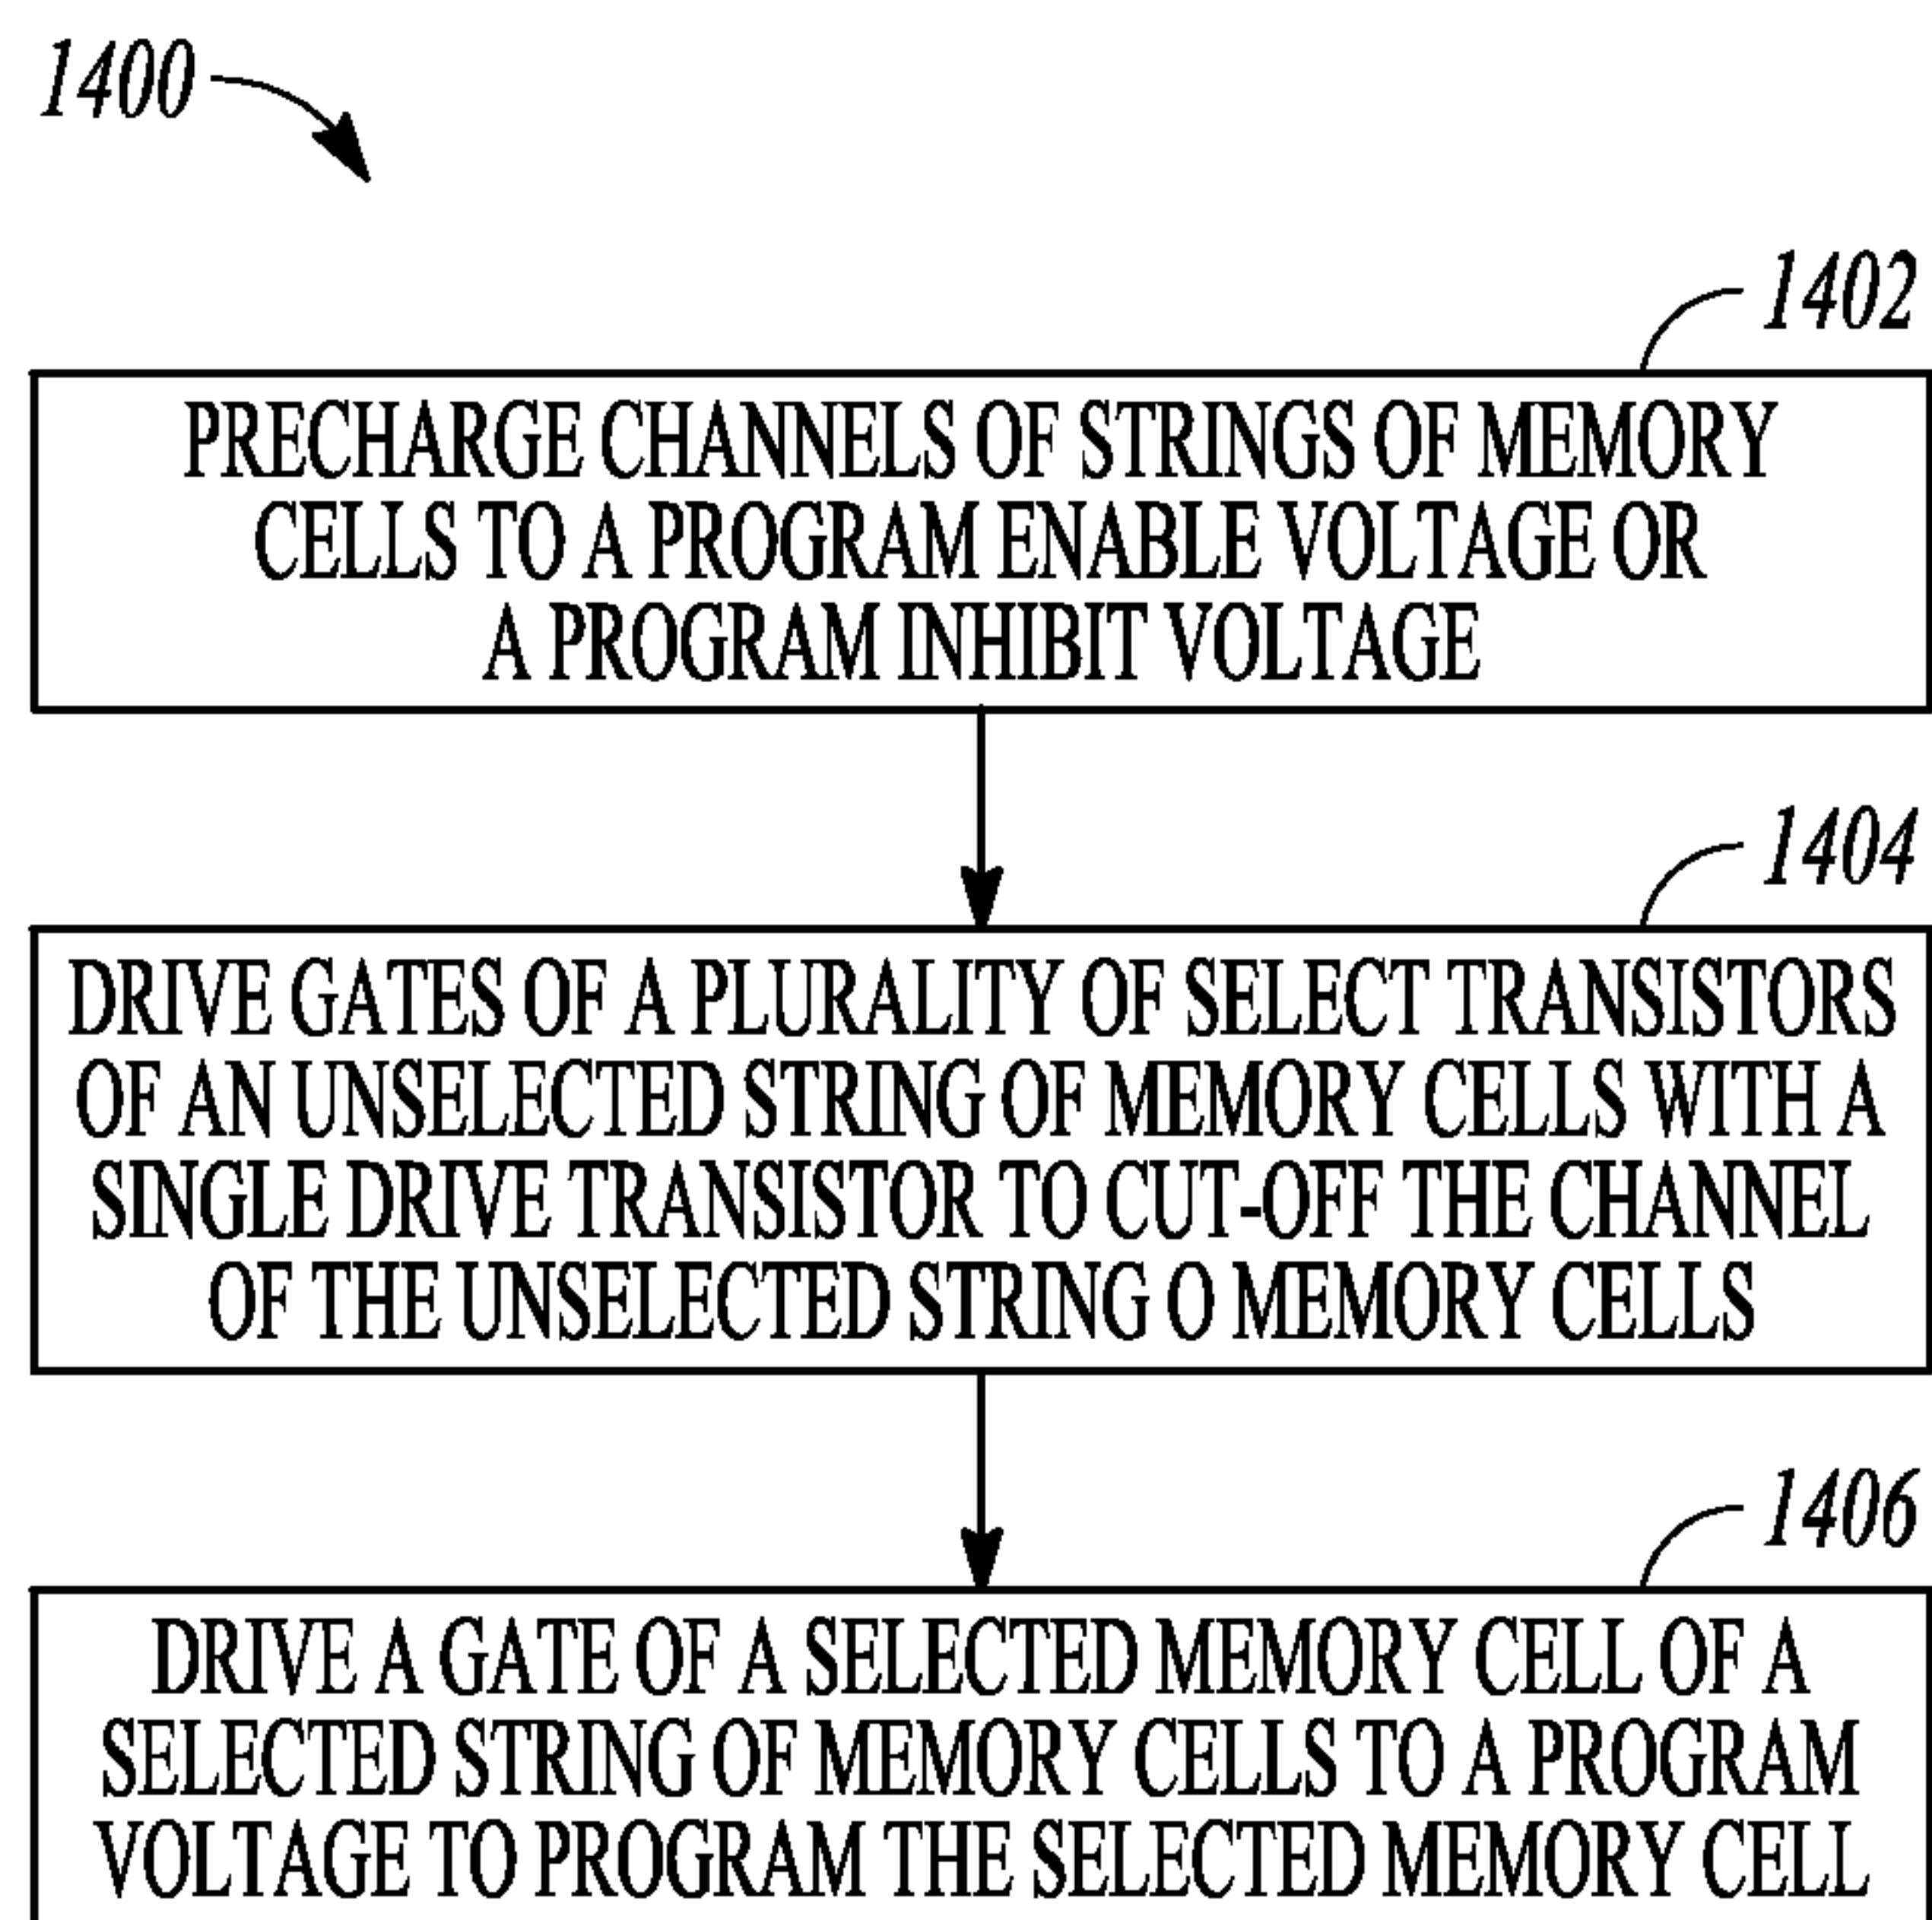 1400
1402
PRECHARGE CHANNELS OF STRINGS OF MEMORY
CELLS TO A PROGRAM ENABLE VOLTAGE OR
A PROGRAM INHIBIT VOLTAGE
1404
DRIVE GATES OF A PLURALITY OF SELECT TRANSISTORS
OF AN UNSELECTED STRING OF MEMORY CELLS WITH A
SINGLE DRIVE TRANSISTOR TO CUT-OFF THE CHANNEL
OF THE UNSELECTED STRING O MEMORY CELLS
1406
DRIVE A GATE OF A SELECTED MEMORY CELL OF A
SELECTED STRING OF MEMORY CELLS TO A PROGRAM
VOLTAGE TO PROGRAM THE SELECTED MEMORY CELL